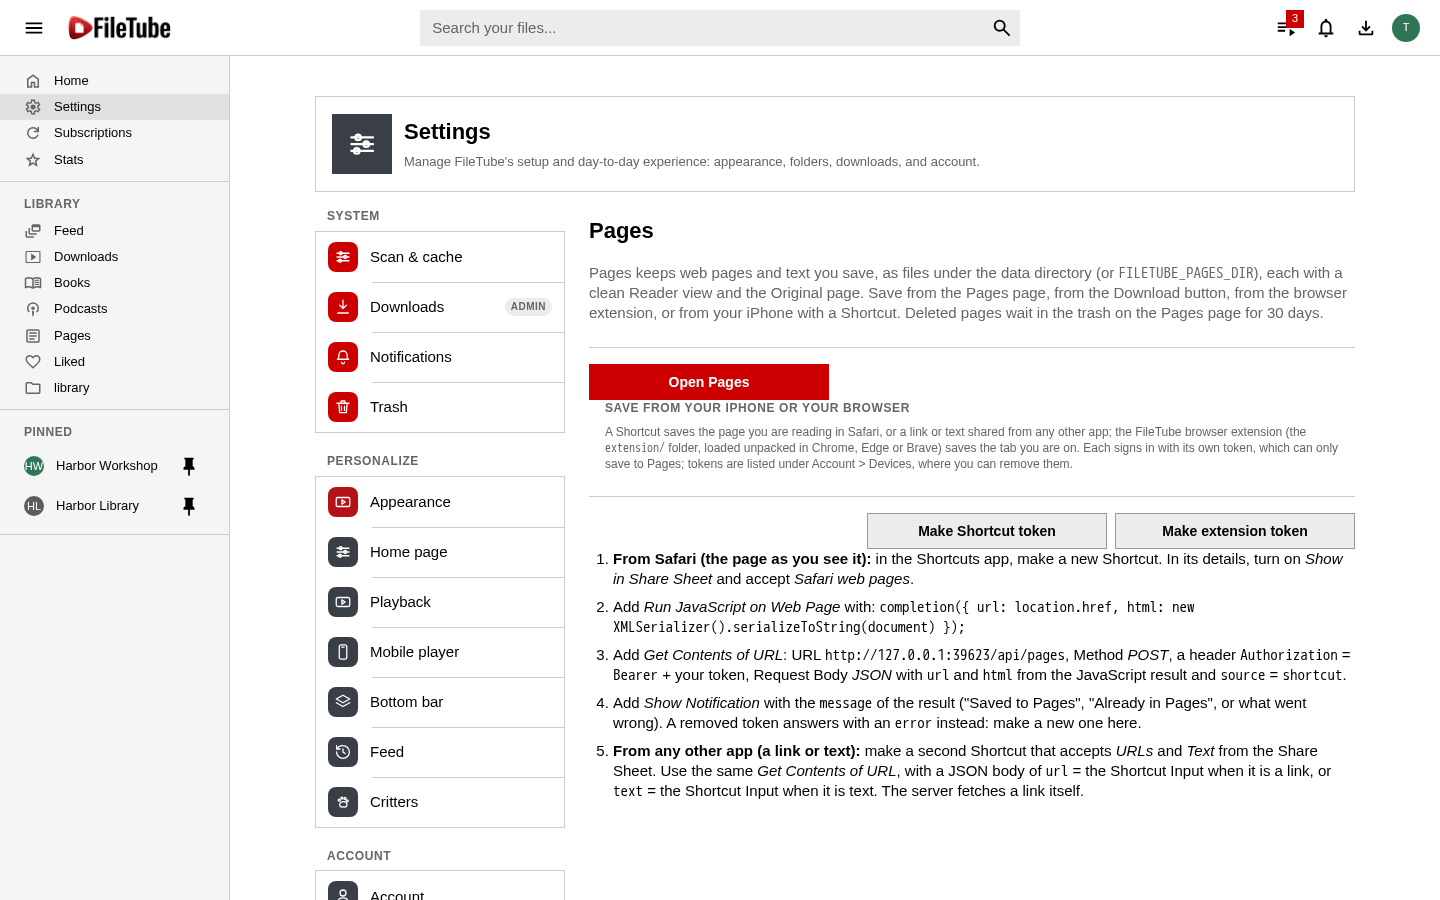 FileTube
Search your files...
3
T
Home
Settings
Subscriptions
Stats
LIBRARY
Feed
Downloads
Books
Podcasts
Pages
Liked
library
PINNED
HW Harbor Workshop
HL Harbor Library
Settings
Manage FileTube's setup and day-to-day experience: appearance, folders, downloads, and account.
SYSTEM
Scan & cache
Downloads ADMIN
Notifications
Trash
PERSONALIZE
Appearance
Home page
Playback
Mobile player
Bottom bar
Feed
Critters
ACCOUNT
Account
Pages
Pages keeps web pages and text you save, as files under the data directory (or FILETUBE_PAGES_DIR), each with a
clean Reader view and the Original page. Save from the Pages page, from the Download button, from the browser
extension, or from your iPhone with a Shortcut. Deleted pages wait in the trash on the Pages page for 30 days.
Open Pages
SAVE FROM YOUR IPHONE OR YOUR BROWSER
A Shortcut saves the page you are reading in Safari, or a link or text shared from any other app; the FileTube browser extension (the
extension/ folder, loaded unpacked in Chrome, Edge or Brave) saves the tab you are on. Each signs in with its own token, which can only
save to Pages; tokens are listed under Account > Devices, where you can remove them.
Make Shortcut token
Make extension token
1. From Safari (the page as you see it): in the Shortcuts app, make a new Shortcut. In its details, turn on Show
in Share Sheet and accept Safari web pages.
2. Add Run JavaScript on Web Page with: completion({ url: location.href, html: new
XMLSerializer().serializeToString(document) });
3. Add Get Contents of URL: URL http://127.0.0.1:39623/api/pages, Method POST, a header Authorization =
Bearer + your token, Request Body JSON with url and html from the JavaScript result and source = shortcut.
4. Add Show Notification with the message of the result ("Saved to Pages", "Already in Pages", or what went
wrong). A removed token answers with an error instead: make a new one here.
5. From any other app (a link or text): make a second Shortcut that accepts URLs and Text from the Share
Sheet. Use the same Get Contents of URL, with a JSON body of url = the Shortcut Input when it is a link, or
text = the Shortcut Input when it is text. The server fetches a link itself.